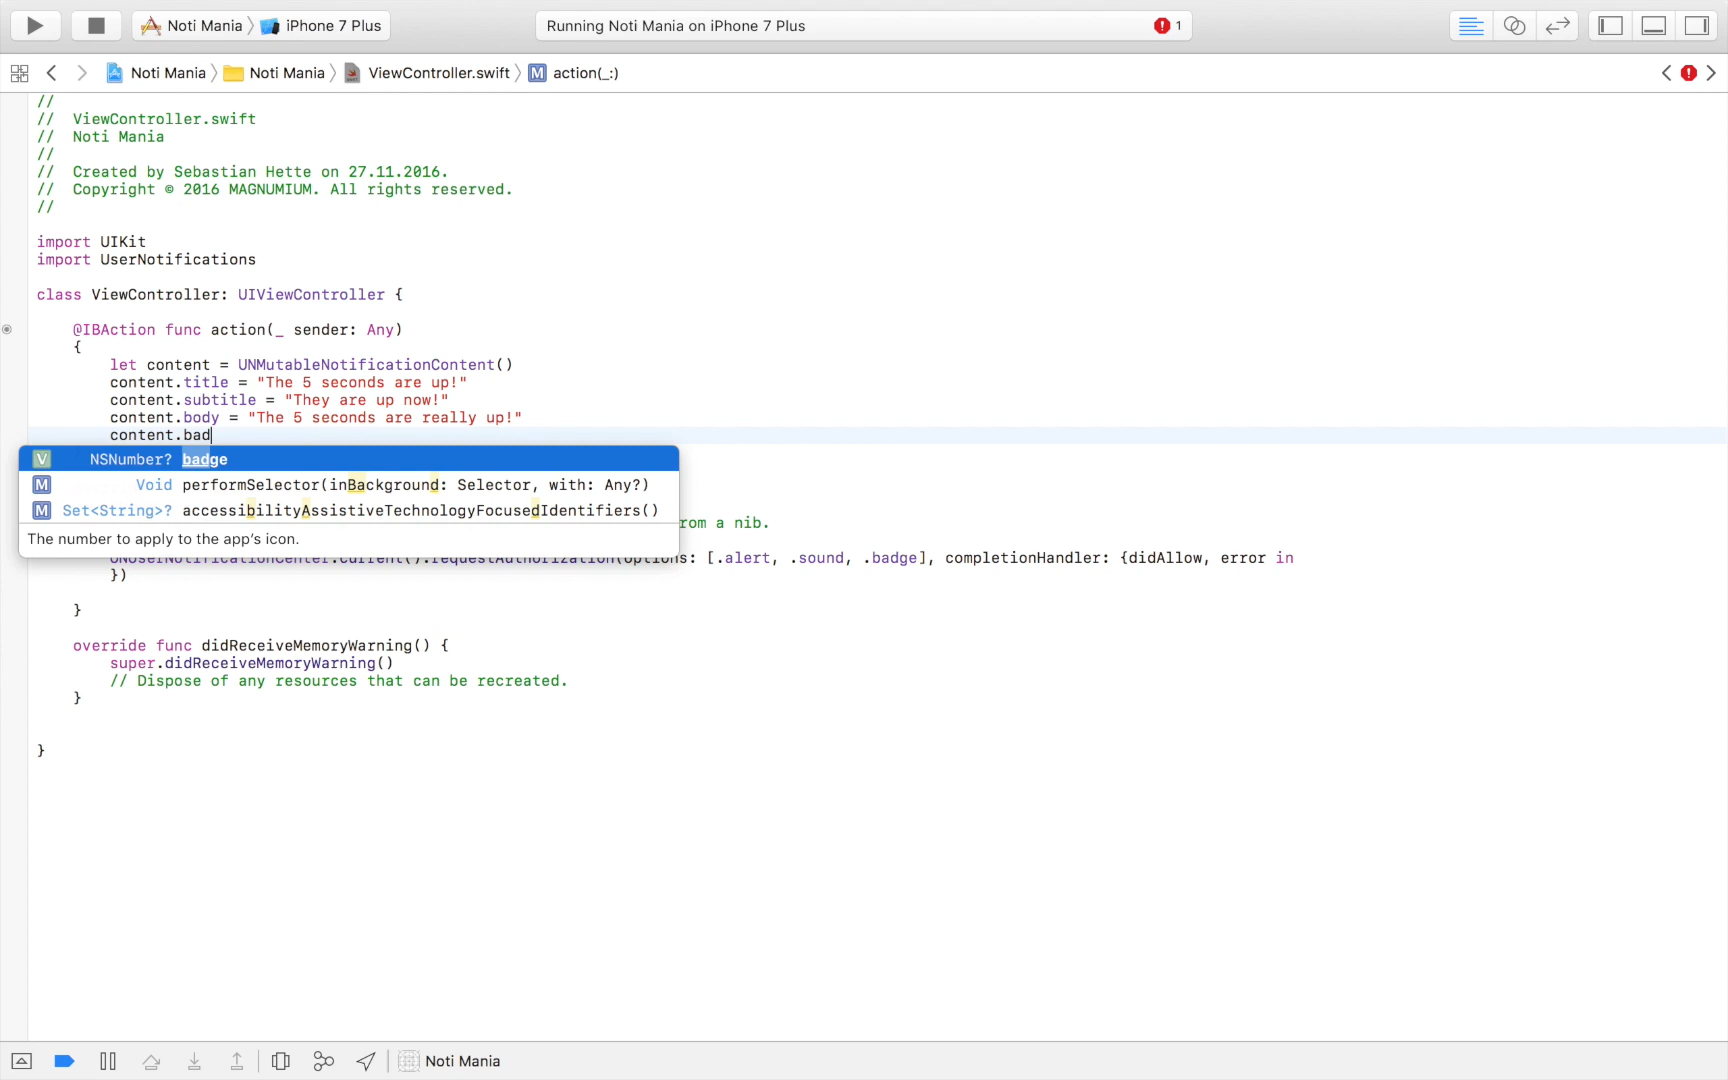 Noti Mania iPhone 7 Plus Running Noti Mania on iPhone 7 Plus 1
Noti Mania Noti Mania ViewController.swift M action(_:)
//
// ViewController.swift
// Noti Mania
//
// Created by Sebastian Hette on 27.11.2016.
// Copyright © 2016 MAGNUMIUM. All rights reserved.
//
import UIKit
import UserNotifications
class ViewController: UIViewController {
@IBAction func action(_ sender: Any)
{
let content = UNMutableNotificationContent()
content.title = "The 5 seconds are up!"
content.subtitle = "They are up now!"
content.body = "The 5 seconds are really up!"
content.bad
V NSNumber? badge
M Void performSelector(inBackground: Selector, with: Any?)
M Set<String>? accessibilityAssistiveTechnologyFocusedIdentifiers()
rom a nib.
The number to apply to the app's icon.
UNUserNotificationCenter.current().requestAuthorization(options: [.alert, .sound, .badge], completionHandler: {didAllow, error in
})
}
override func didReceiveMemoryWarning() {
super.didReceiveMemoryWarning()
// Dispose of any resources that can be recreated.
}
}
Noti Mania